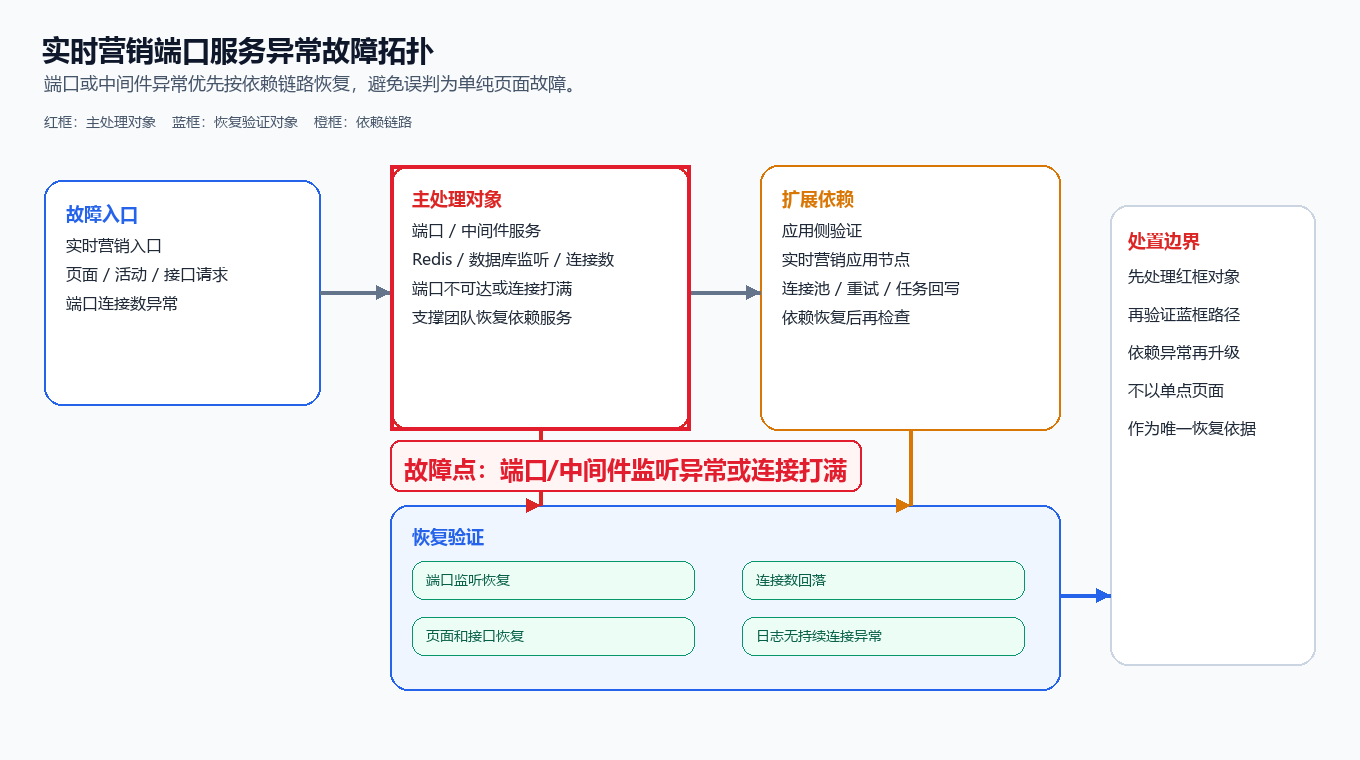 实时营销端口服务异常故障拓扑
端口或中间件异常优先按依赖链路恢复，避免误判为单纯页面故障。
红框：主处理对象 蓝框：恢复验证对象 橙框：依赖链路
故障入口
实时营销入口
页面 / 活动 / 接口请求
端口连接数异常
主处理对象
端口 / 中间件服务
Redis / 数据库监听 / 连接数
端口不可达或连接打满
支撑团队恢复依赖服务
扩展依赖
应用侧验证
实时营销应用节点
连接池 / 重试 / 任务回写
依赖恢复后再检查
处置边界
先处理红框对象
再验证蓝框路径
依赖异常再升级
不以单点页面
作为唯一恢复依据
故障点：端口/中间件监听异常或连接打满
恢复验证
端口监听恢复
连接数回落
页面和接口恢复
日志无持续连接异常